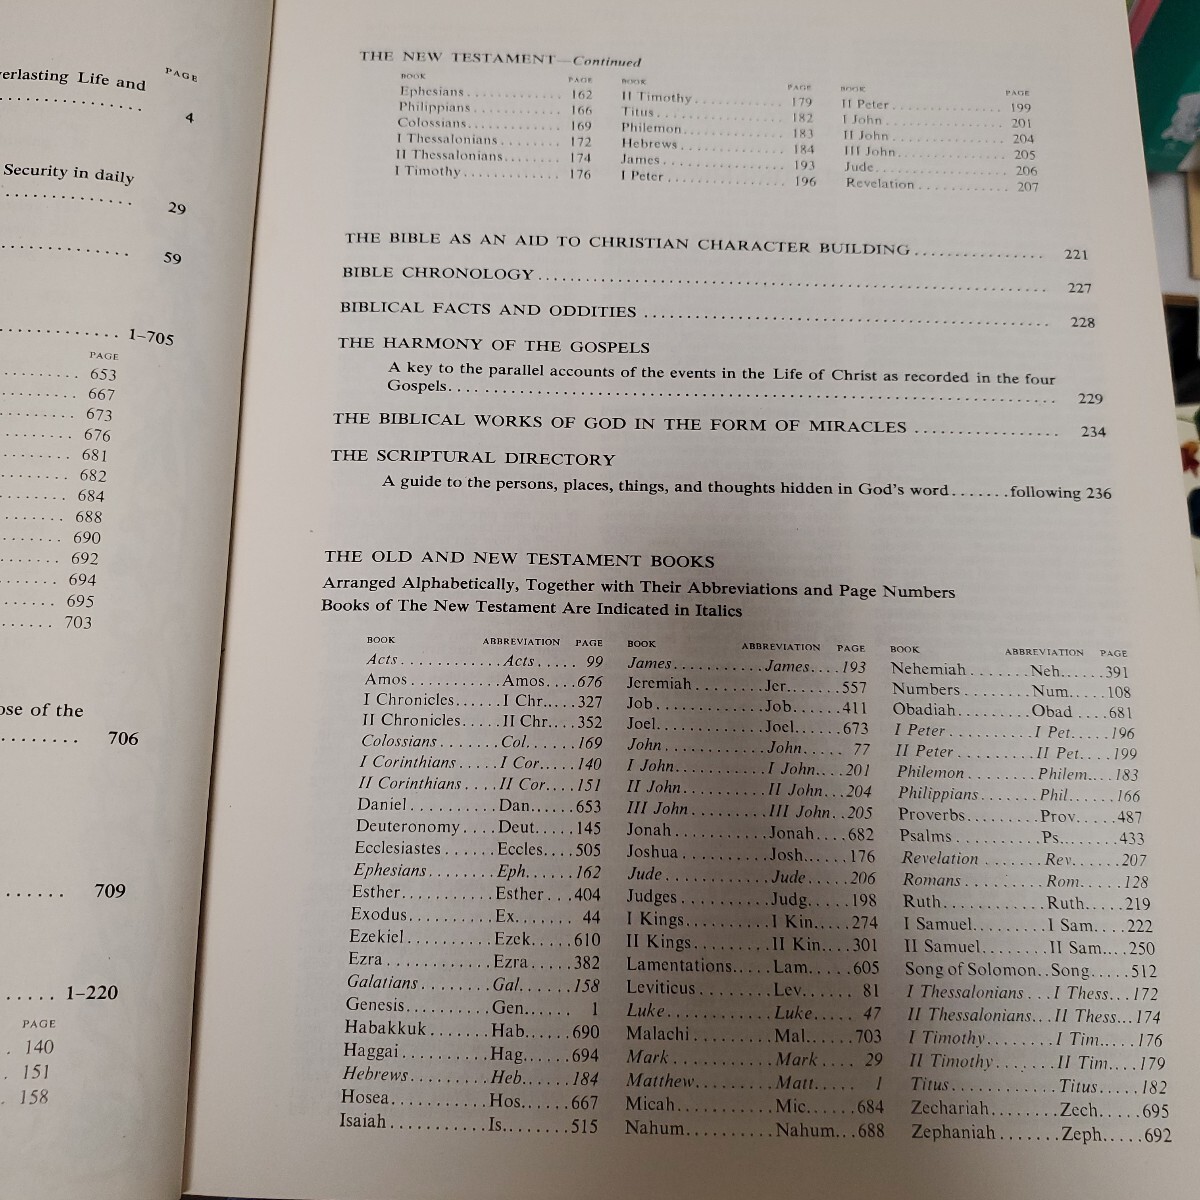 PAGE
verlasting Life and
4
Security in daily
29
59
1–705
PAGE
653
667
673
676
681
682
684
688
690
692
694
695
703
ose of the
706
709
1–220
PAGE
140
151
158
THE NEW TESTAMENT—Continued
BOOK PAGE BOOK PAGE BOOK PAGE
Ephesians 162 II Timothy 179 II Peter 199
Philippians 166 Titus 182 I John 201
Colossians 169 Philemon 183 II John 204
I Thessalonians 172 Hebrews 184 III John 205
II Thessalonians 174 James 193 Jude 206
I Timothy 176 I Peter 196 Revelation 207
THE BIBLE AS AN AID TO CHRISTIAN CHARACTER BUILDING 221
BIBLE CHRONOLOGY 227
BIBLICAL FACTS AND ODDITIES 228
THE HARMONY OF THE GOSPELS
A key to the parallel accounts of the events in the Life of Christ as recorded in the four
Gospels 229
THE BIBLICAL WORKS OF GOD IN THE FORM OF MIRACLES 234
THE SCRIPTURAL DIRECTORY
A guide to the persons, places, things, and thoughts hidden in God's word.......following 236
THE OLD AND NEW TESTAMENT BOOKS
Arranged Alphabetically, Together with Their Abbreviations and Page Numbers
Books of The New Testament Are Indicated in Italics
BOOK ABBREVIATION PAGE BOOK ABBREVIATION PAGE BOOK ABBREVIATION PAGE
Acts Acts 99 James James 193 Nehemiah Neh. 391
Amos Amos 676 Jeremiah Jer. 557 Numbers Num. 108
I Chronicles I Chr. 327 Job Job 411 Obadiah Obad 681
II Chronicles II Chr. 352 Joel Joel 673 I Peter I Pet. 196
Colossians Col. 169 John John 77 II Peter II Pet. 199
I Corinthians I Cor. 140 I John I John 201 Philemon Philem. 183
II Corinthians II Cor. 151 II John II John 204 Philippians Phil. 166
Daniel Dan. 653 III John III John 205 Proverbs Prov. 487
Deuteronomy Deut. 145 Jonah Jonah 682 Psalms Ps. 433
Ecclesiastes Eccles. 505 Joshua Josh. 176 Revelation Rev. 207
Ephesians Eph. 162 Jude Jude 206 Romans Rom. 128
Esther Esther 404 Judges Judg. 198 Ruth Ruth 219
Exodus Ex. 44 I Kings I Kin. 274 I Samuel I Sam. 222
Ezekiel Ezek. 610 II Kings II Kin. 301 II Samuel II Sam. 250
Ezra Ezra 382 Lamentations Lam. 605 Song of Solomon Song 512
Galatians Gal. 158 Leviticus Lev. 81 I Thessalonians I Thess. 172
Genesis Gen. 1 Luke Luke 47 II Thessalonians II Thess. 174
Habakkuk Hab. 690 Malachi Mal. 703 I Timothy I Tim. 176
Haggai Hag. 694 Mark Mark 29 II Timothy II Tim. 179
Hebrews Heb. 184 Matthew Matt. 1 Titus Titus 182
Hosea Hos. 667 Micah Mic. 684 Zechariah Zech. 695
Isaiah Is. 515 Nahum Nahum 688 Zephaniah Zeph. 692